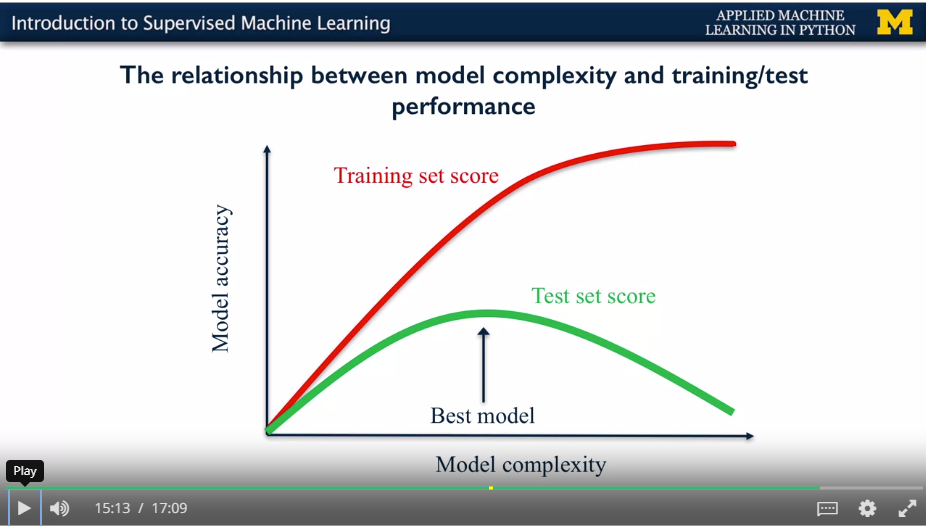 Introduction to Supervised Machine Learning
APPLIED MACHINE
LEARNING IN PYTHON
M
The relationship between model complexity and training/test
performance
Training set score
Model accuracy
Test set score
Best model
Model complexity
Play
15:13 / 17:09